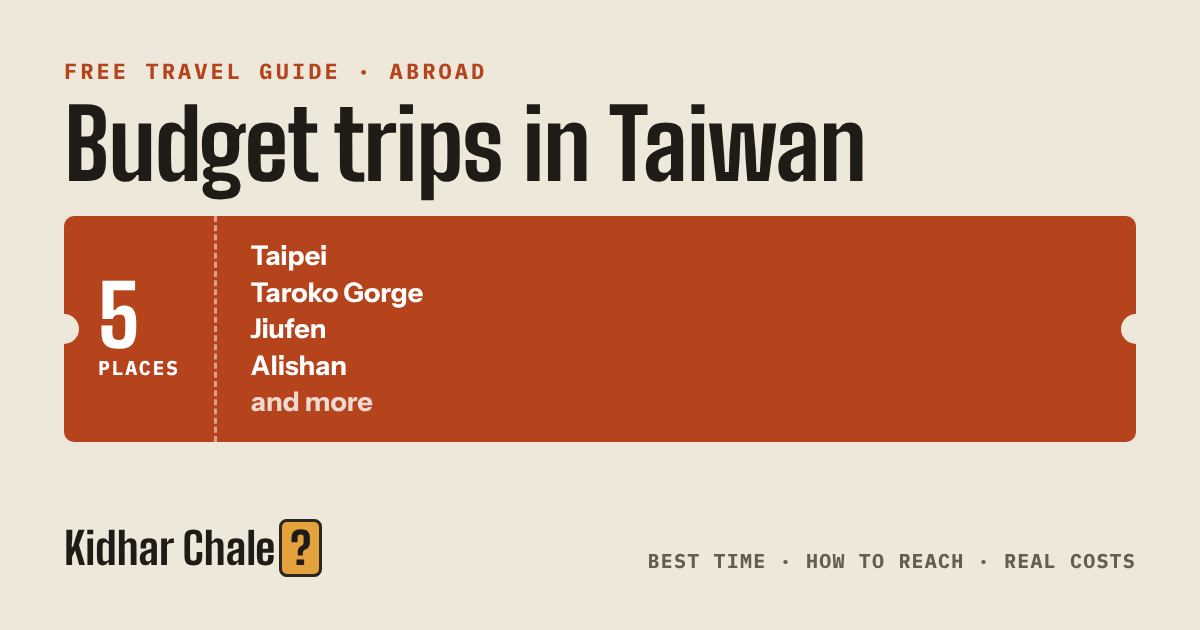 FREE TRAVEL GUIDE · ABROAD
Budget trips in Taiwan
5
PLACES
Taipei
Taroko Gorge
Jiufen
Alishan
and more
Kidhar Chale ?
BEST TIME · HOW TO REACH · REAL COSTS